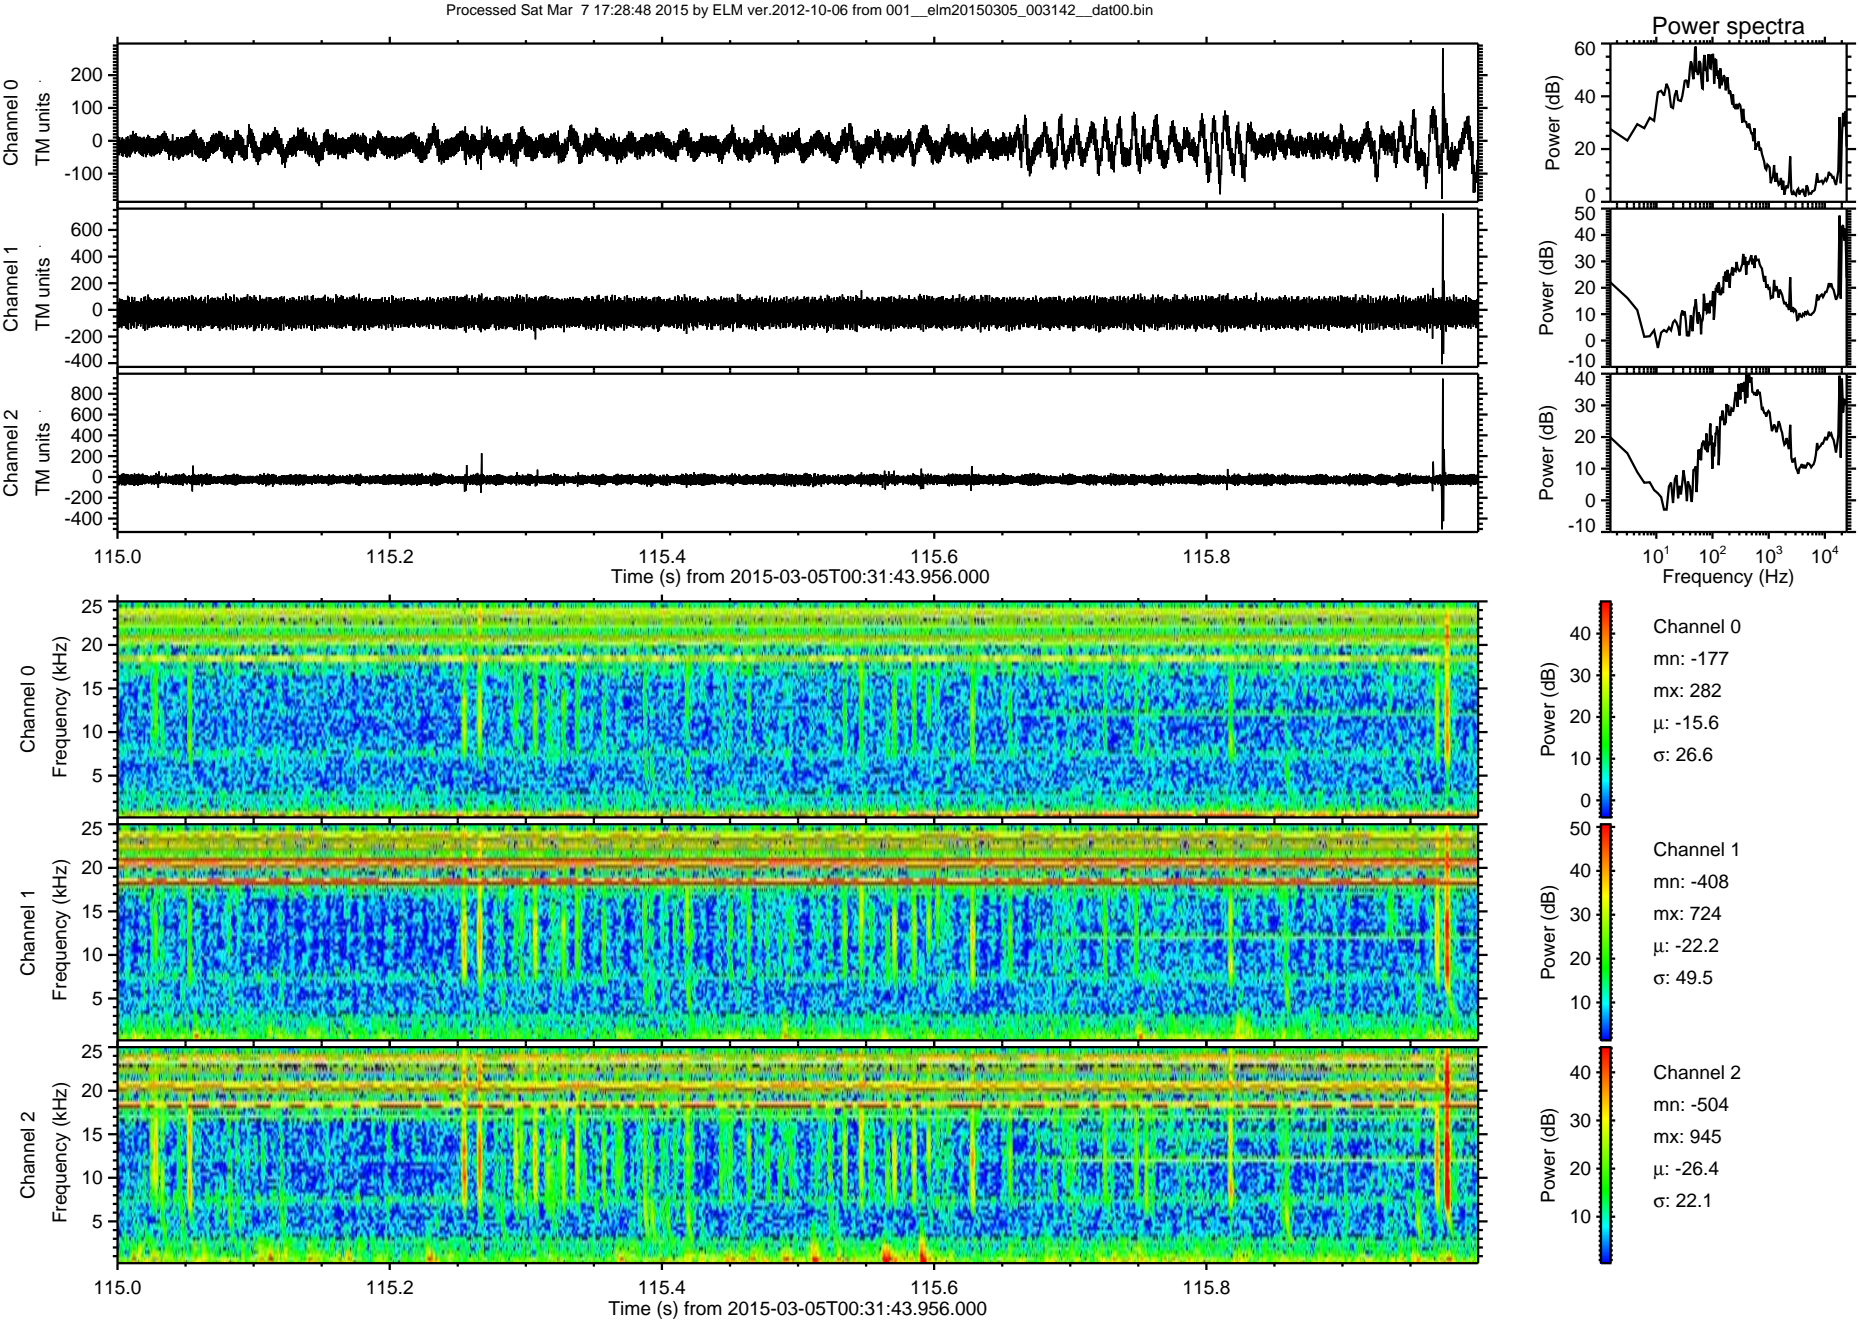 Processed Sat Mar 7 17:28:48 2015 by ELM ver.2012-10-06 from 001__elm20150305_003142__dat00.bin
Power spectra
Channel 0
TM units
200
100
0
-100
Power (dB)
60
40
20
0
Channel 1
TM units
600
400
200
0
-200
-400
Power (dB)
50
40
30
20
10
0
-10
Channel 2
TM units
800
600
400
200
0
-200
-400
Power (dB)
40
30
20
10
0
-10
115.0 115.2 115.4 115.6 115.8
Time (s) from 2015-03-05T00:31:43.956.000
10¹ 10² 10³ 10⁴
Frequency (Hz)
Channel 0
Frequency (kHz)
25
20
15
10
5
Power (dB)
40
30
20
10
0
Channel 0
mn: -177
mx: 282
μ: -15.6
σ: 26.6
Channel 1
Frequency (kHz)
25
20
15
10
5
Power (dB)
50
40
30
20
10
Channel 1
mn: -408
mx: 724
μ: -22.2
σ: 49.5
Channel 2
Frequency (kHz)
25
20
15
10
5
Power (dB)
40
30
20
10
Channel 2
mn: -504
mx: 945
μ: -26.4
σ: 22.1
115.0 115.2 115.4 115.6 115.8
Time (s) from 2015-03-05T00:31:43.956.000